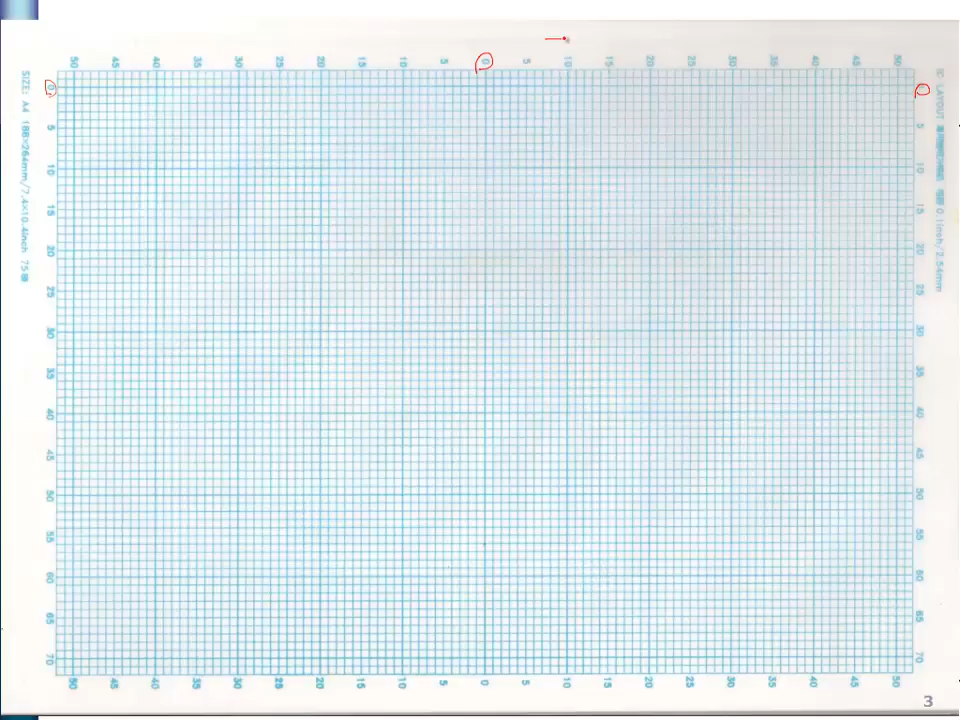 50 45 40 35 30 25 20 15 10 5 0 5 10 15 20 25 30 35 40 45 50
SIZE: A4 188×264mm/7.4×10.4inch
0 5 10 15 20 25 30 35 40 45 50 55 60 65 70
0 5 10 15 20 25 30 35 40 45 50 55 60 65 70
IC LAYOUT 0.1inch/2.54mm
50 45 40 35 30 25 20 15 10 5 0 5 10 15 20 25 30 35 40 45 50
3